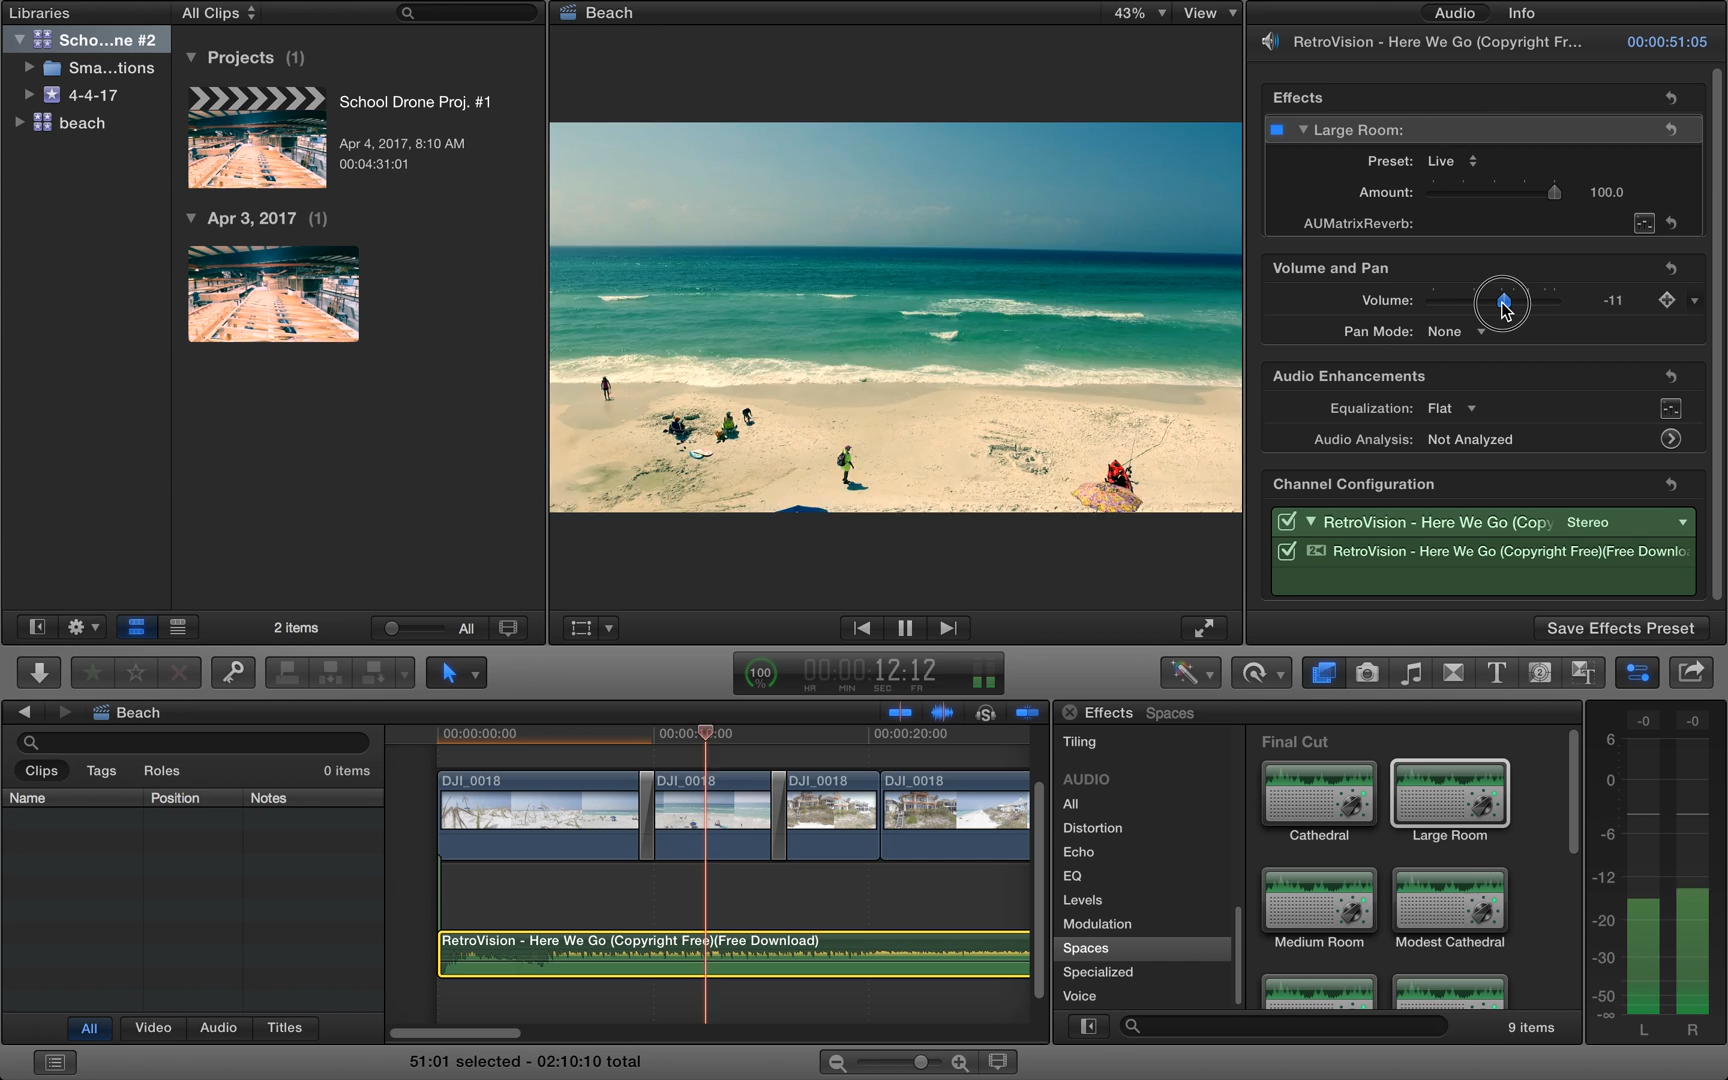 Libraries
All Clips
Beach
43%
View
Audio
Info
Scho...ne #2
Sma...tions
4-4-17
beach
Projects (1)
School Drone Proj. #1
Apr 4, 2017, 8:10 AM
00:04:31:01
Apr 3, 2017 (1)
2 items
All
RetroVision - Here We Go (Copyright Fr...
00:00:51:05
Effects
Large Room:
Preset: Live
Amount: 100.0
AUMatrixReverb:
Volume and Pan
Volume: -11
Pan Mode: None
Audio Enhancements
Equalization: Flat
Audio Analysis: Not Analyzed
Channel Configuration
RetroVision - Here We Go (Copy Stereo
RetroVision - Here We Go (Copyright Free)(Free Downlo
Save Effects Preset
100
%
00:00:12:12
HR MIN SEC FR
Beach
Clips
Tags
Roles
0 items
Name
Position
Notes
All
Video
Audio
Titles
00:00:00:00
00:00:20:00
DJI_0018
DJI_0018
DJI_0018
DJI_0018
RetroVision - Here We Go (Copyright Free)(Free Download)
Effects
Spaces
Tiling
AUDIO
All
Distortion
Echo
EQ
Levels
Modulation
Spaces
Specialized
Voice
Final Cut
Cathedral
Large Room
Medium Room
Modest Cathedral
9 items
-0 -0
6
0
-6
-12
-20
-30
-50
-∞
L R
51:01 selected - 02:10:10 total